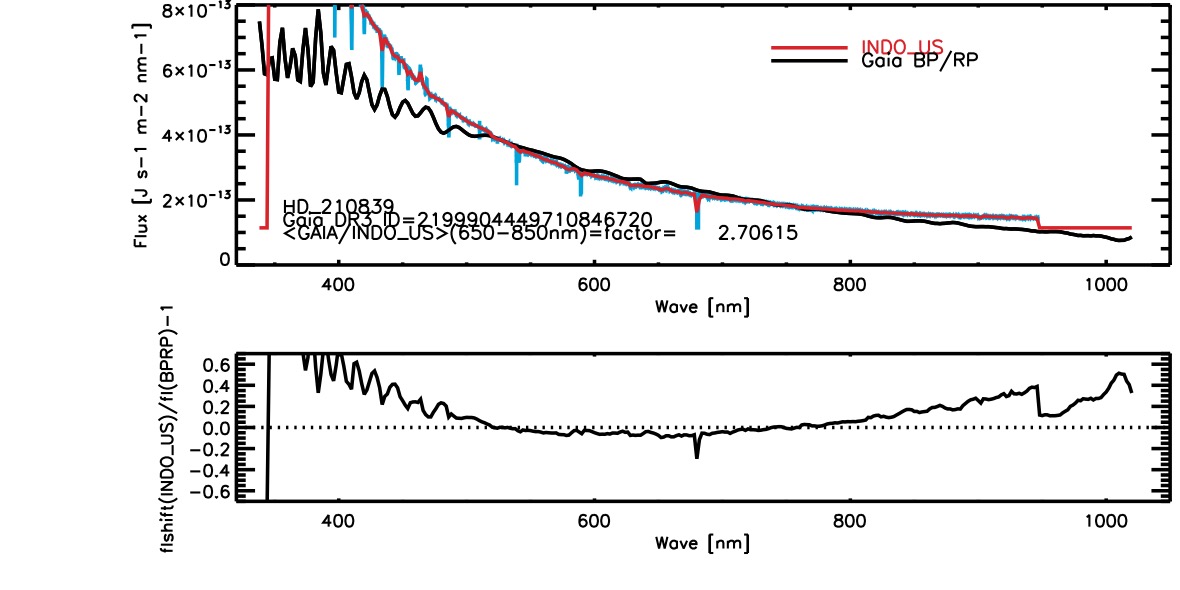 8×10−13
6×10−13
4×10−13
2×10−13
0
Flux [J s−1 m−2 nm−1]
INDO_US
Gaia BP/RP
HD_210839
Gaia DR3 ID=2199904449710846720
<GAIA/INDO_US>(650−850nm)=factor= 2.70615
400 600 800 1000
Wave [nm]
0.6
0.4
0.2
0.0
−0.2
−0.4
−0.6
flshift(INDO_US)/fl(BPRP)−1
400 600 800 1000
Wave [nm]